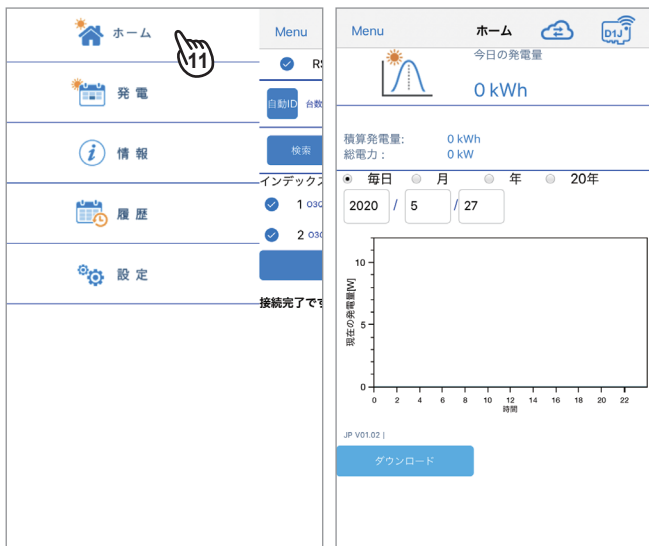 ホーム
11
発電
情報
履歴
設定
Menu
自動ID 台数
検索
インデックス
1 030
2 030
接続完了です
Menu ホーム D1J
今日の発電量
0 kWh
積算発電量: 0 kWh
総電力： 0 kW
毎日 月 年 20年
2020 / 5 / 27
現在の発電量[W]
10
5
0
0 2 4 6 8 10 12 14 16 18 20 22
時間
JP V01.02 |
ダウンロード